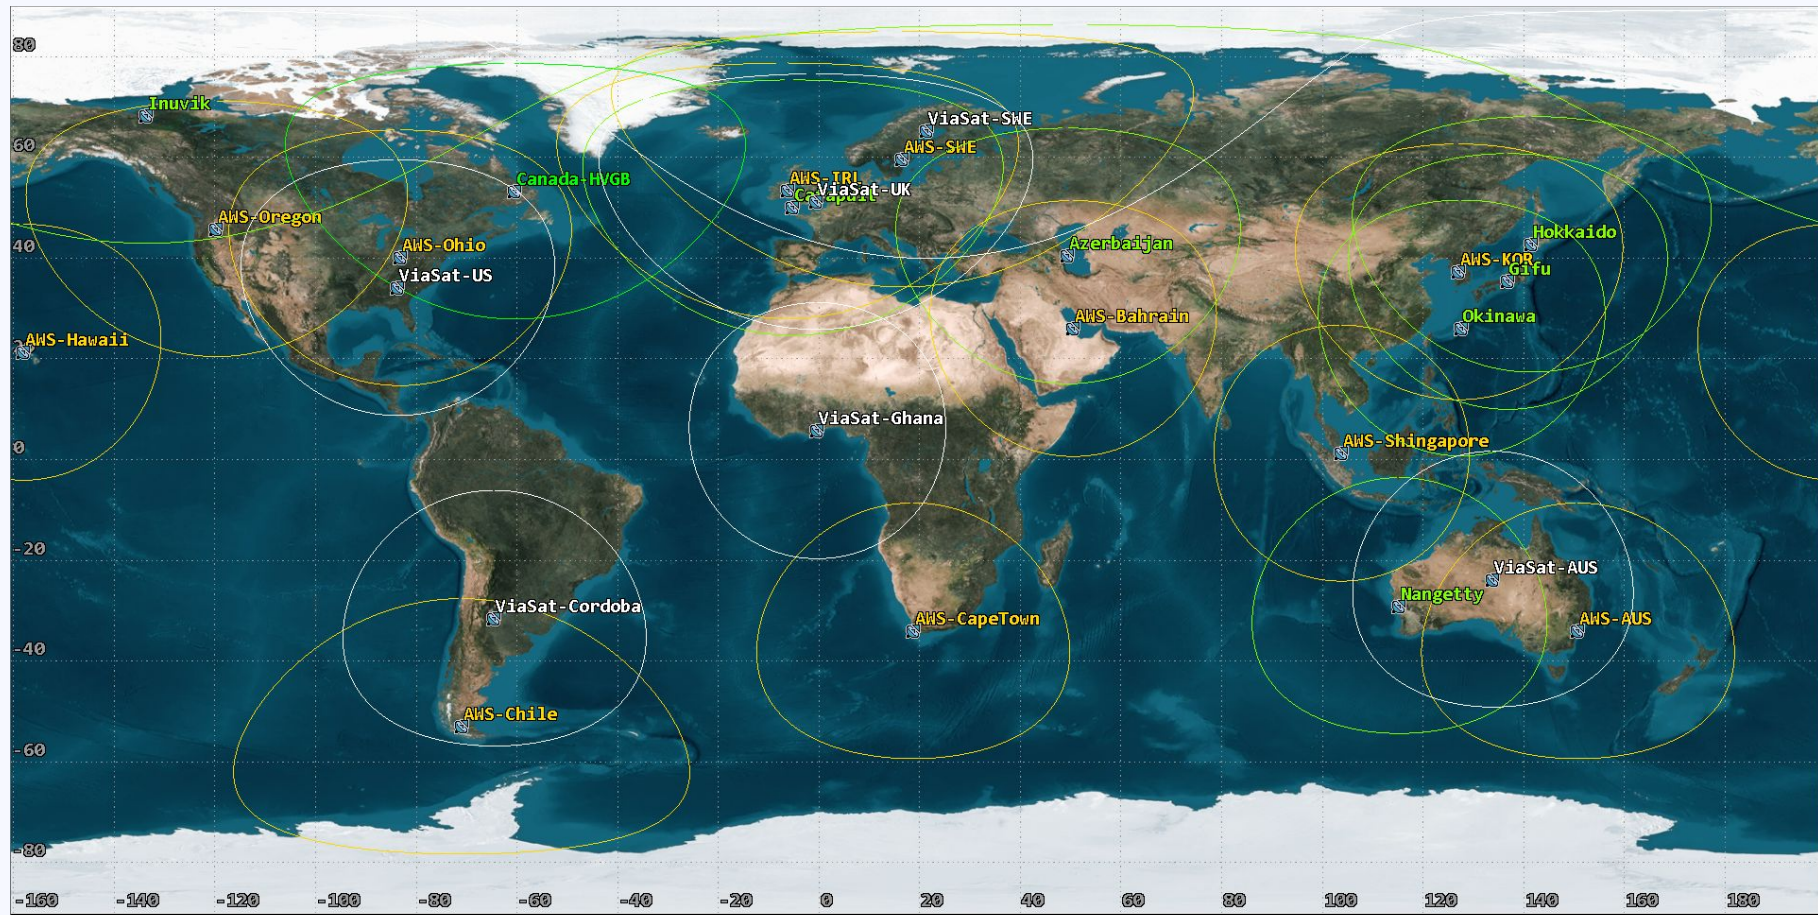 80
Inuvik
ViaSat-SWE
60
AWS-SWE
AWS-IRL
Canada-HVGB
ViaSat-UK
Catapult
AWS-Oregon
Hokkaido
40
AWS-Ohio
Azerbaijan
AWS-KOR
Gifu
ViaSat-US
AWS-Bahrain
Okinawa
AWS-Hawaii
ViaSat-Ghana
0
AWS-Shingapore
-20
ViaSat-AUS
Nangetty
ViaSat-Cordoba
AWS-CapeTown
AWS-AUS
-40
AWS-Chile
-60
-80
-160 -140 -120 -100 -80 -60 -40 -20 0 20 40 60 80 100 120 140 160 180